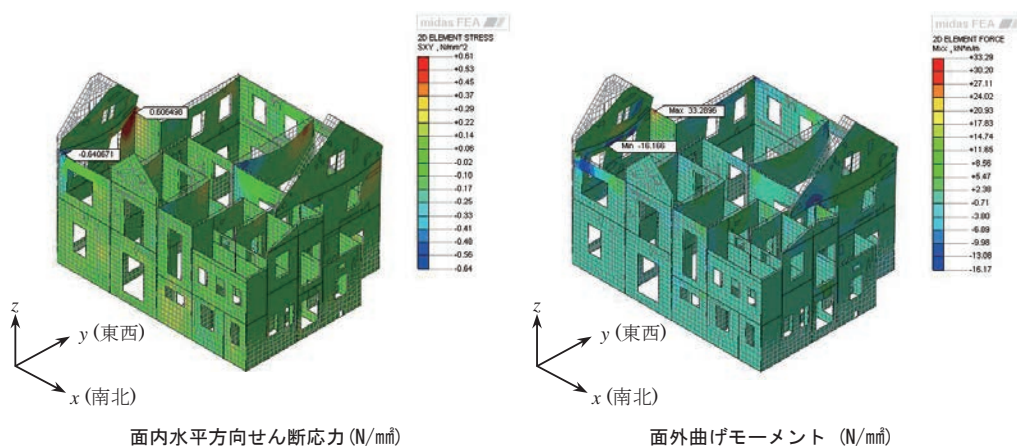 midas FEA
2D ELEMENT STRESS
SXY , N/mm^2
+0.61
+0.53
+0.45
+0.37
+0.29
+0.22
+0.14
+0.06
-0.02
-0.10
-0.17
-0.25
-0.33
-0.41
-0.48
-0.56
-0.64
0.606496
-0.640671
z
y (東西)
x (南北)
面内水平方向せん断応力(N/m㎡)
midas FEA
2D ELEMENT FORCE
Mxx , kN*m/m
+33.29
+30.20
+27.11
+24.02
+20.93
+17.83
+14.74
+11.65
+8.56
+5.47
+2.38
-0.71
-3.80
-6.89
-9.98
-13.08
-16.17
Max 33.2896
Min -16.166
z
y (東西)
x (南北)
面外曲げモーメント (N/m㎡)